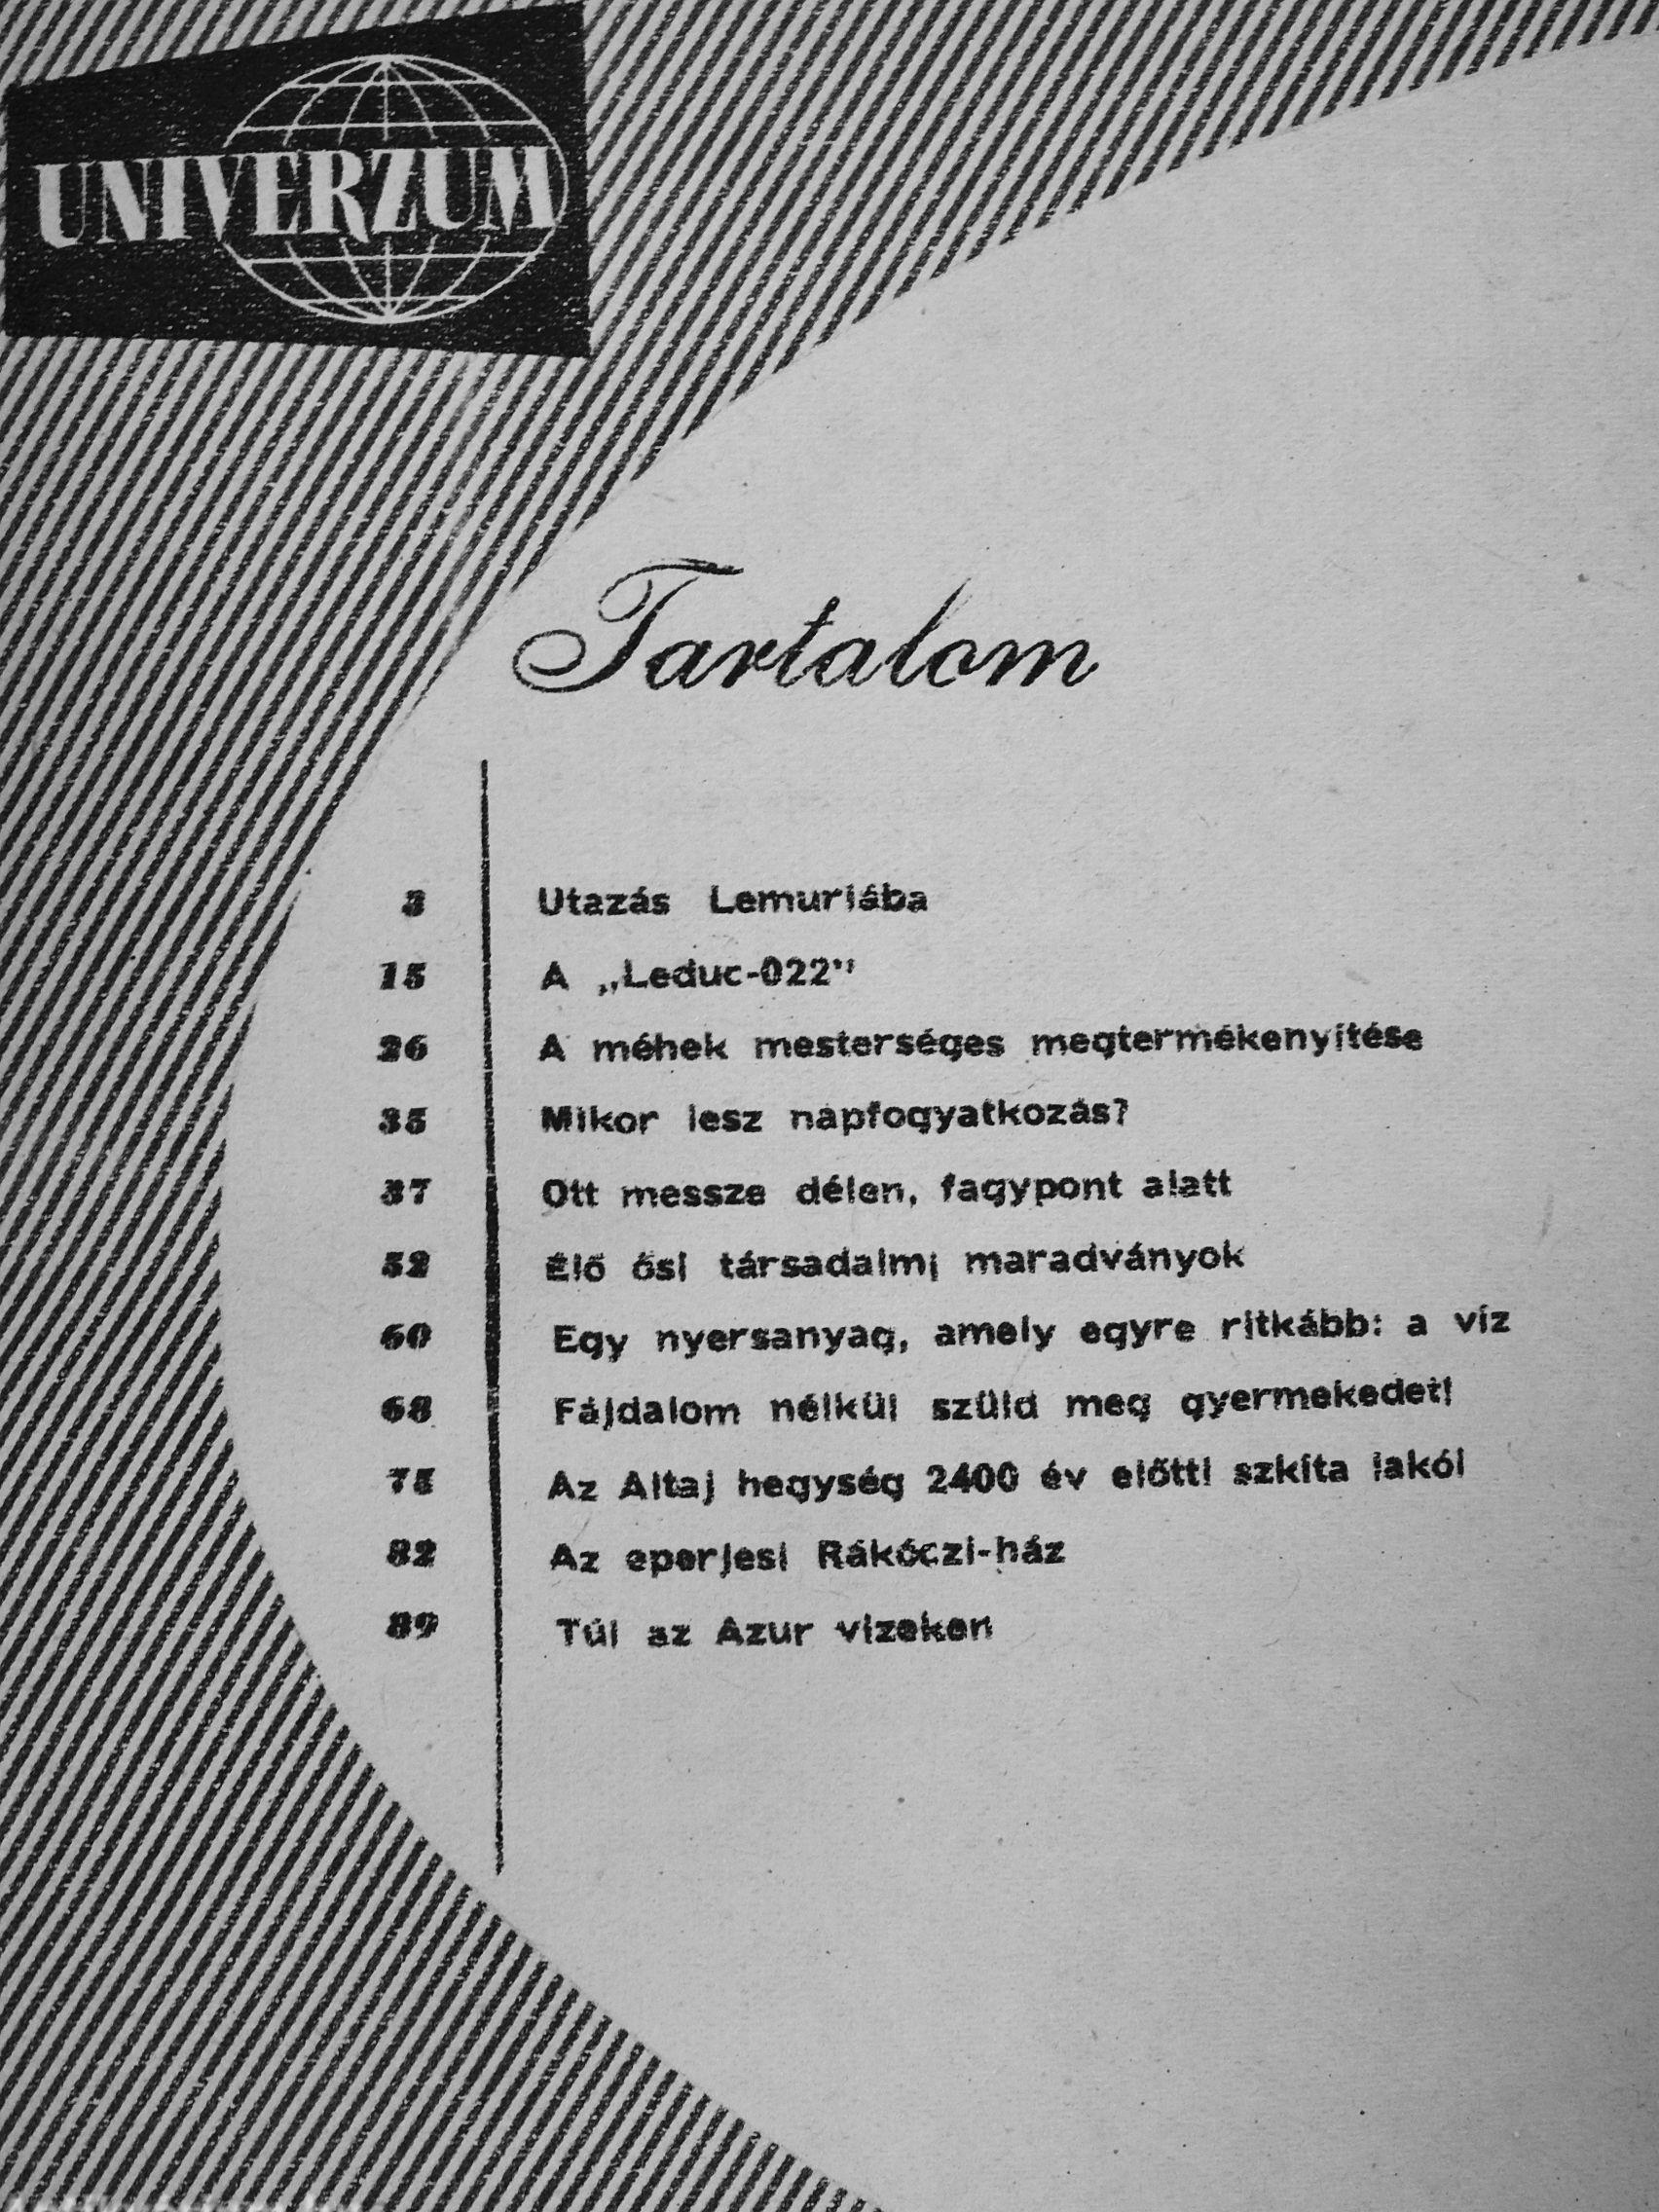 UNIVERZUM
Tartalom
3 Utazás Lemuriába
15 A „Leduc-022"
26 A méhek mesterséges megtermékenyítése
35 Mikor lesz napfogyatkozás?
37 Ott messze délen, fagypont alatt
52 Élő ősi társadalmi maradványok
60 Egy nyersanyag, amely egyre ritkább: a víz
68 Fájdalom nélkül szüld meg gyermekedet!
75 Az Altaj hegység 2400 év előtti szkíta lakói
82 Az eperjesi Rákóczi-ház
89 Túl az Azur vizeken